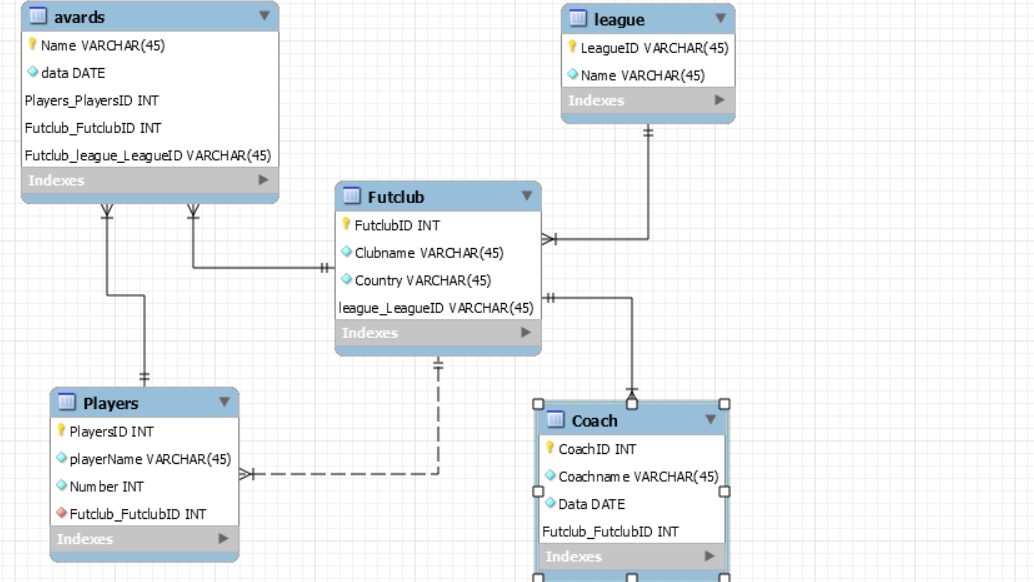 avards
Name VARCHAR(45)
data DATE
Players_PlayersID INT
Futclub_FutclubID INT
Futclub_league_LeagueID VARCHAR(45)
Indexes
league
LeagueID VARCHAR(45)
Name VARCHAR(45)
Indexes
Futclub
FutclubID INT
Clubname VARCHAR(45)
Country VARCHAR(45)
league_LeagueID VARCHAR(45)
Indexes
Players
PlayersID INT
playerName VARCHAR(45)
Number INT
Futclub_FutclubID INT
Indexes
Coach
CoachID INT
Coachname VARCHAR(45)
Data DATE
Futclub_FutclubID INT
Indexes